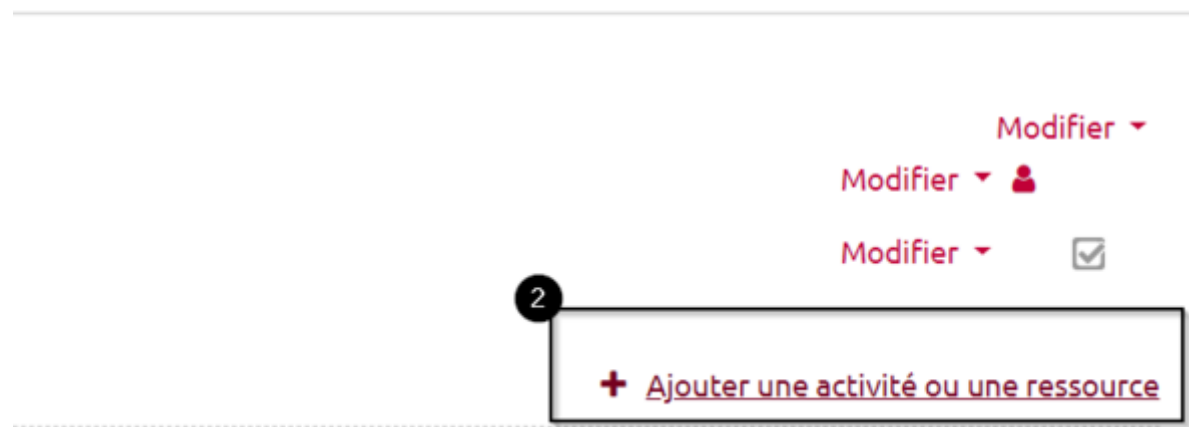 Modifier
Modifier
Modifier
2
+ Ajouter une activité ou une ressource